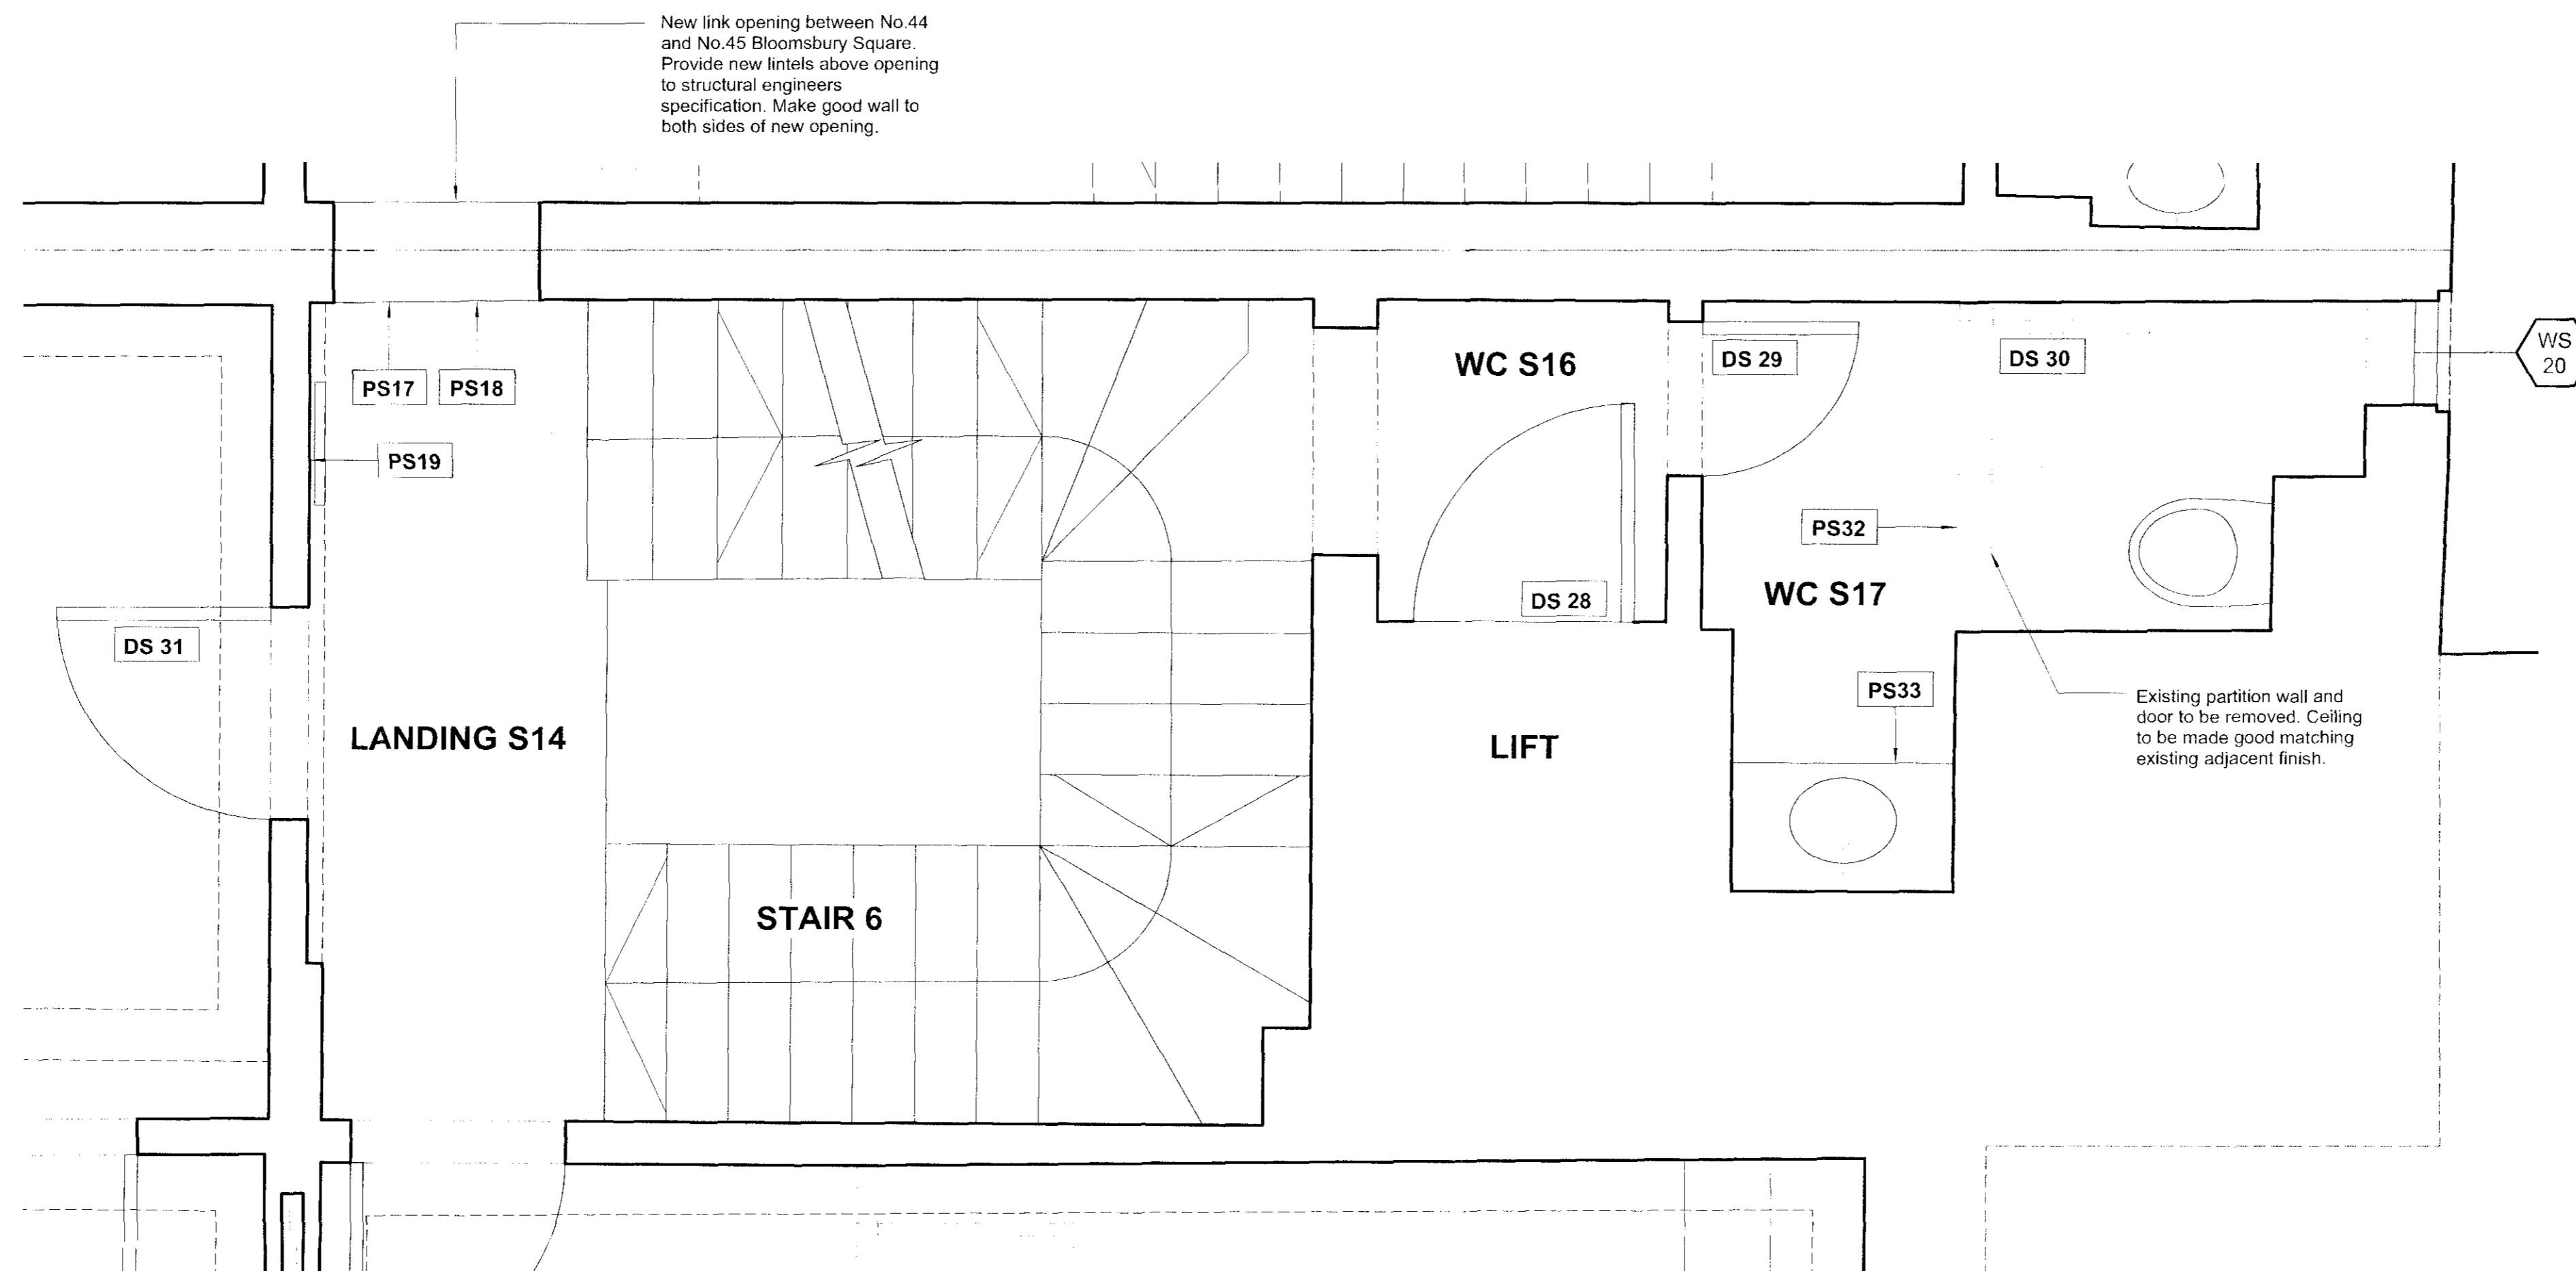 New link opening between No.44
and No.45 Bloomsbury Square.
Provide new lintels above opening
to structural engineers
specification. Make good wall to
both sides of new opening.
WS
20
WC S16
DS 29
DS 30
PS17
PS18
PS19
PS32
WC S17
DS 28
DS 31
PS33
Existing partition wall and
door to be removed. Ceiling
to be made good matching
existing adjacent finish.
LANDING S14
LIFT
STAIR 6